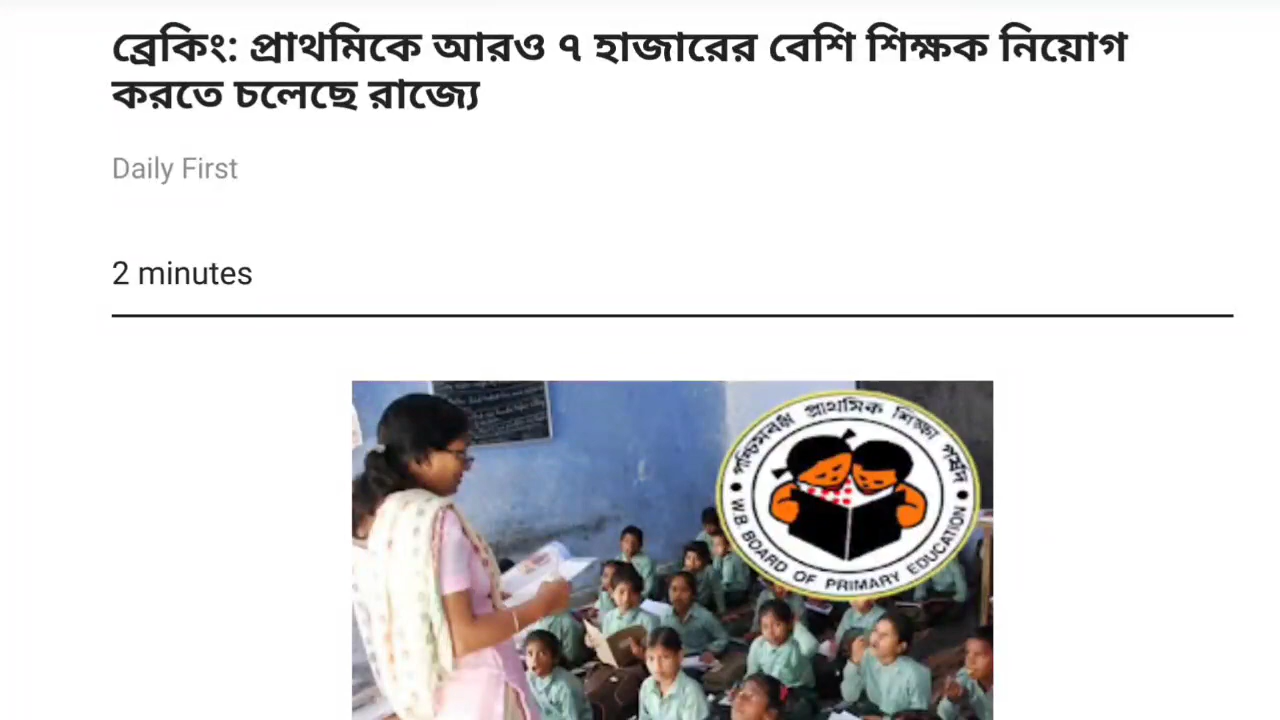 ব্রেকিং: প্রাথমিকে আরও ৭ হাজারের বেশি শিক্ষক নিয়োগ
করতে চলেছে রাজ্যে
Daily First
2 minutes
পশ্চিমবঙ্গ প্রাথমিক শিক্ষা পর্ষদ
W.B. BOARD OF PRIMARY EDUCATION